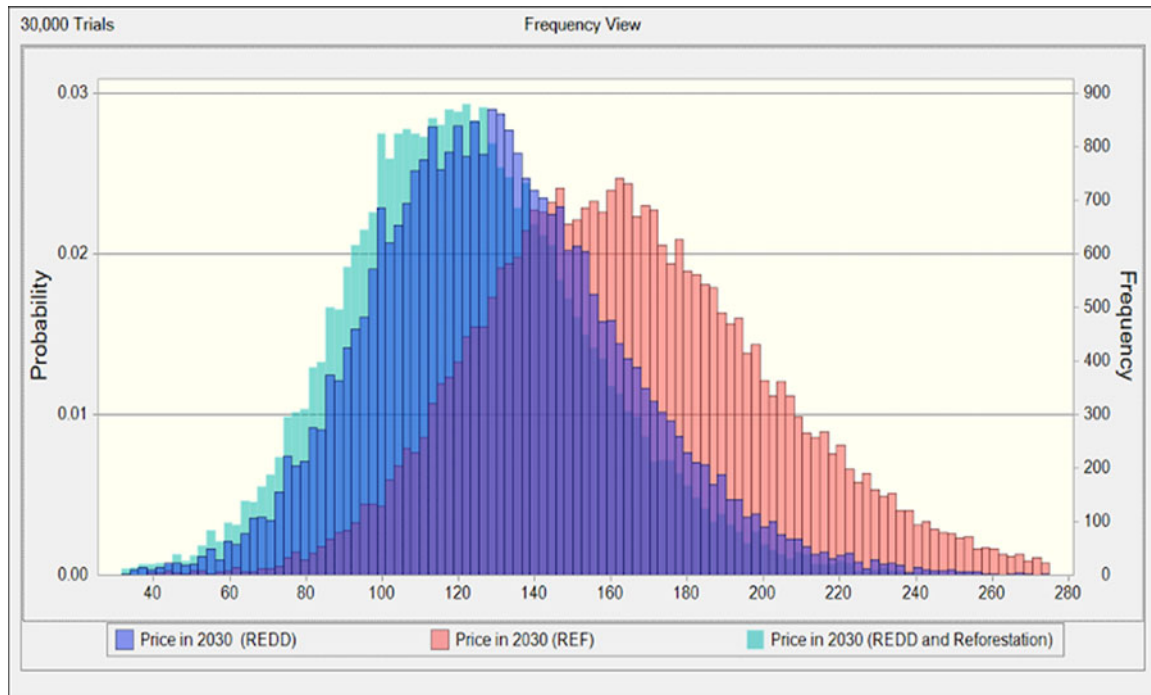 30,000 Trials
Frequency View
0.03
0.02
0.01
0.00
Probability
900
800
700
600
500
400
300
200
100
0
Frequency
40 60 80 100 120 140 160 180 200 220 240 260 280
Price in 2030 (REDD) Price in 2030 (REF) Price in 2030 (REDD and Reforestation)